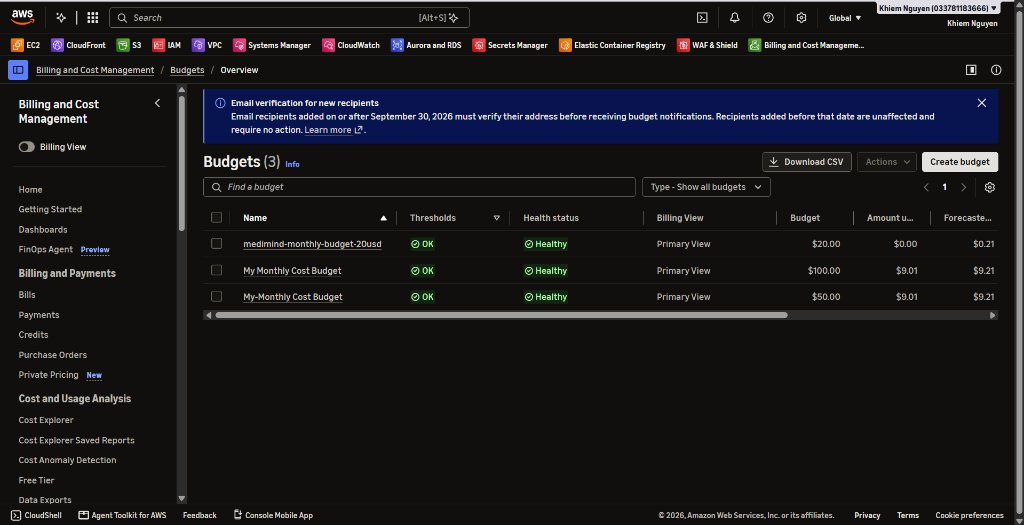 aws
Search [Alt+S]
Global
Khiem Nguyen (033781183666)
Khiem Nguyen
EC2 CloudFront S3 IAM VPC Systems Manager CloudWatch Aurora and RDS Secrets Manager Elastic Container Registry WAF & Shield Billing and Cost Manageme...
Billing and Cost Management / Budgets / Overview
Billing and Cost Management
Billing View
Home
Getting Started
Dashboards
FinOps Agent Preview
Billing and Payments
Bills
Payments
Credits
Purchase Orders
Private Pricing New
Cost and Usage Analysis
Cost Explorer
Cost Explorer Saved Reports
Cost Anomaly Detection
Free Tier
Data Exports
Email verification for new recipients
Email recipients added on or after September 30, 2026 must verify their address before receiving budget notifications. Recipients added before that date are unaffected and
require no action. Learn more.
Budgets (3) Info
Download CSV Actions Create budget
Find a budget Type - Show all budgets 1
Name Thresholds Health status Billing View Budget Amount u... Forecaste...
medimind-monthly-budget-20usd OK Healthy Primary View $20.00 $0.00 $0.21
My Monthly Cost Budget OK Healthy Primary View $100.00 $9.01 $9.21
My-Monthly Cost Budget OK Healthy Primary View $50.00 $9.01 $9.21
CloudShell Agent Toolkit for AWS Feedback Console Mobile App © 2026, Amazon Web Services, Inc. or its affiliates. Privacy Terms Cookie preferences